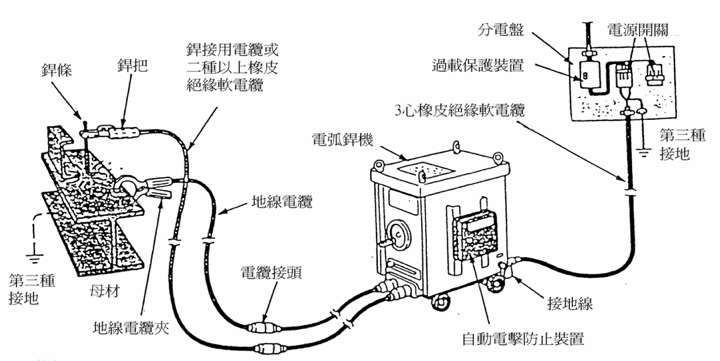 分電盤
電源開關
過載保護裝置
銲接用電纜或
二種以上橡皮
絕緣軟電纜
銲條
銲把
3心橡皮絕緣軟電纜
第三種
接地
電弧銲機
地線電纜
第三種
接地
母材
地線電纜夾
電纜接頭
接地線
自動電擊防止裝置